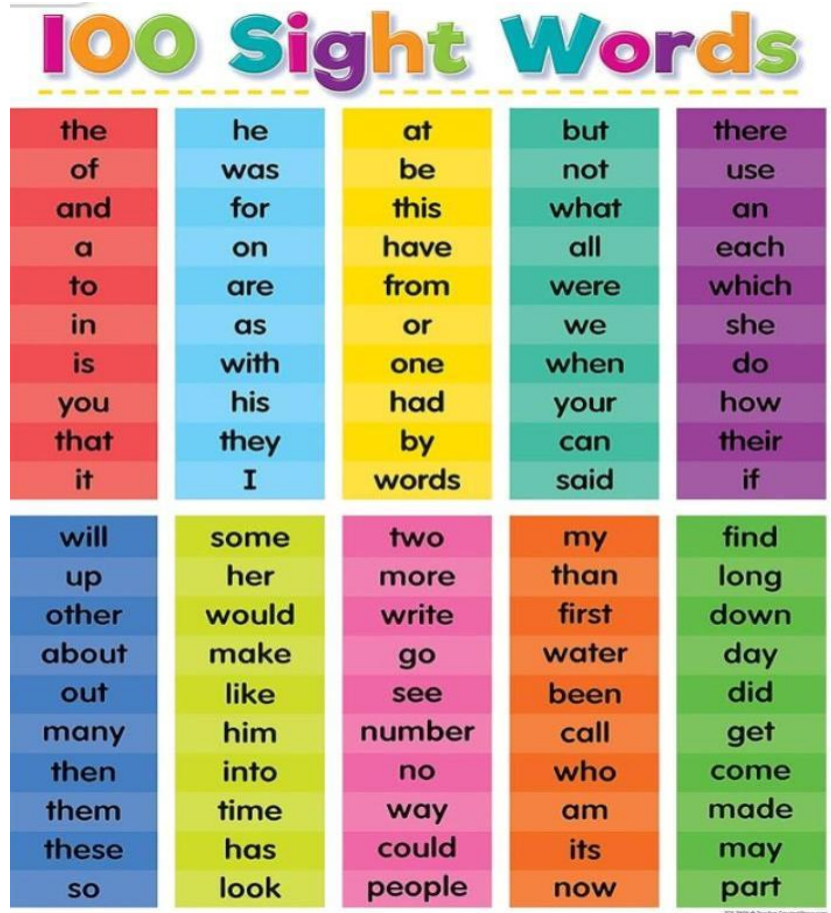 100 Sight Words
the
of
and
a
to
in
is
you
that
it
he
was
for
on
are
as
with
his
they
I
at
be
this
have
from
or
one
had
by
words
but
not
what
all
were
we
when
your
can
said
there
use
an
each
which
she
do
how
their
if
will
up
other
about
out
many
then
them
these
so
some
her
would
make
like
him
into
time
has
look
two
more
write
go
see
number
no
way
could
people
my
than
first
water
been
call
who
am
its
now
find
long
down
day
did
get
come
made
may
part